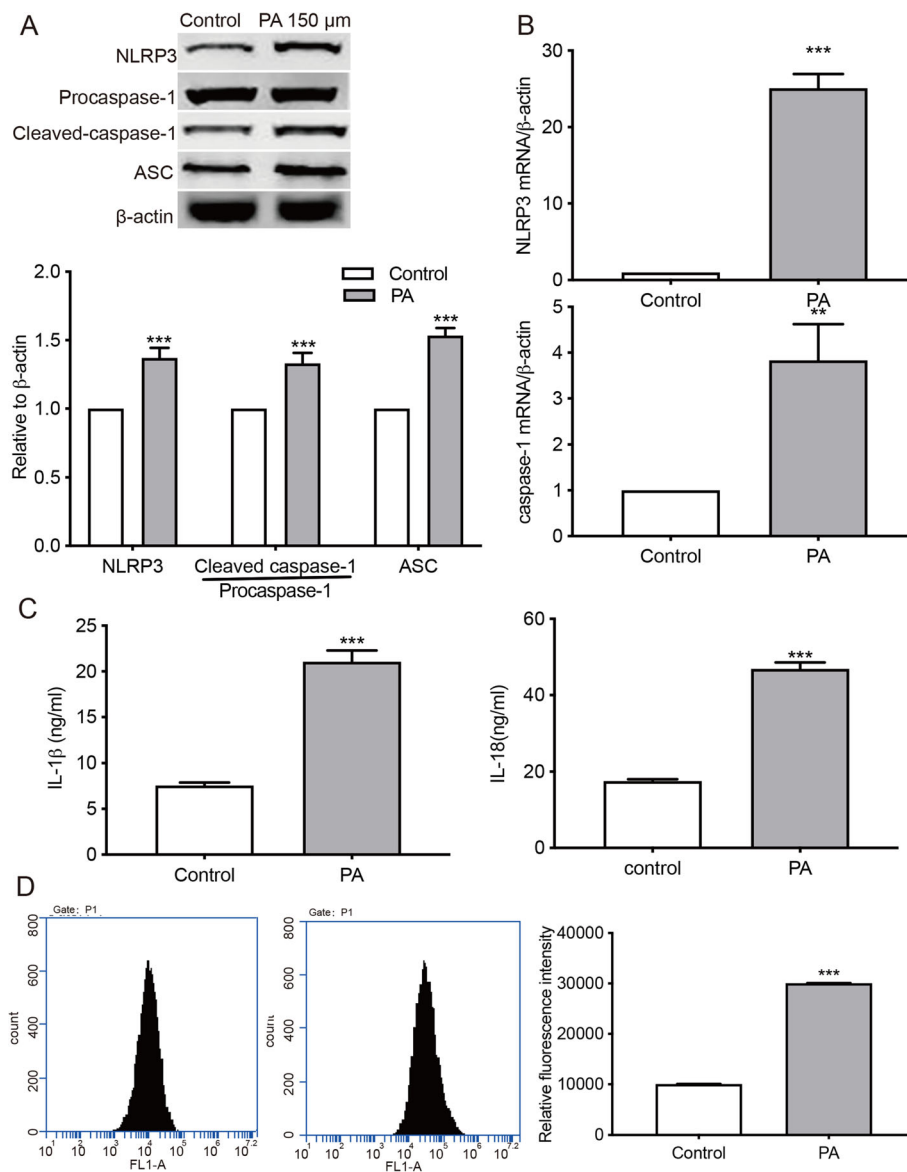 A
Control PA 150 μm
NLRP3
Procaspase-1
Cleaved-caspase-1
ASC
β-actin
2.0
1.5
1.0
0.5
0.0
Relative to β-actin
Control
PA
*** *** ***
NLRP3 Cleaved caspase-1 ASC
Procaspase-1
B
NLRP3 mRNA/β-actin
30
20
10
0
***
Control PA
caspase-1 mRNA/β-actin
5
4
3
2
1
0
**
Control PA
C
IL-1β (ng/ml)
25
20
15
10
5
0
***
Control PA
IL-18(ng/ml)
60
40
20
0
***
control PA
D
Gate: P1
count
800
600
400
200
0
10^1 10^2 10^3 10^4 10^5 10^6 10^7.2
FL1-A
Gate: P1
count
800
600
400
200
0
10^1 10^2 10^3 10^4 10^5 10^6 10^7.2
FL1-A
Relative fluorescence intensity
40000
30000
20000
10000
0
***
Control PA